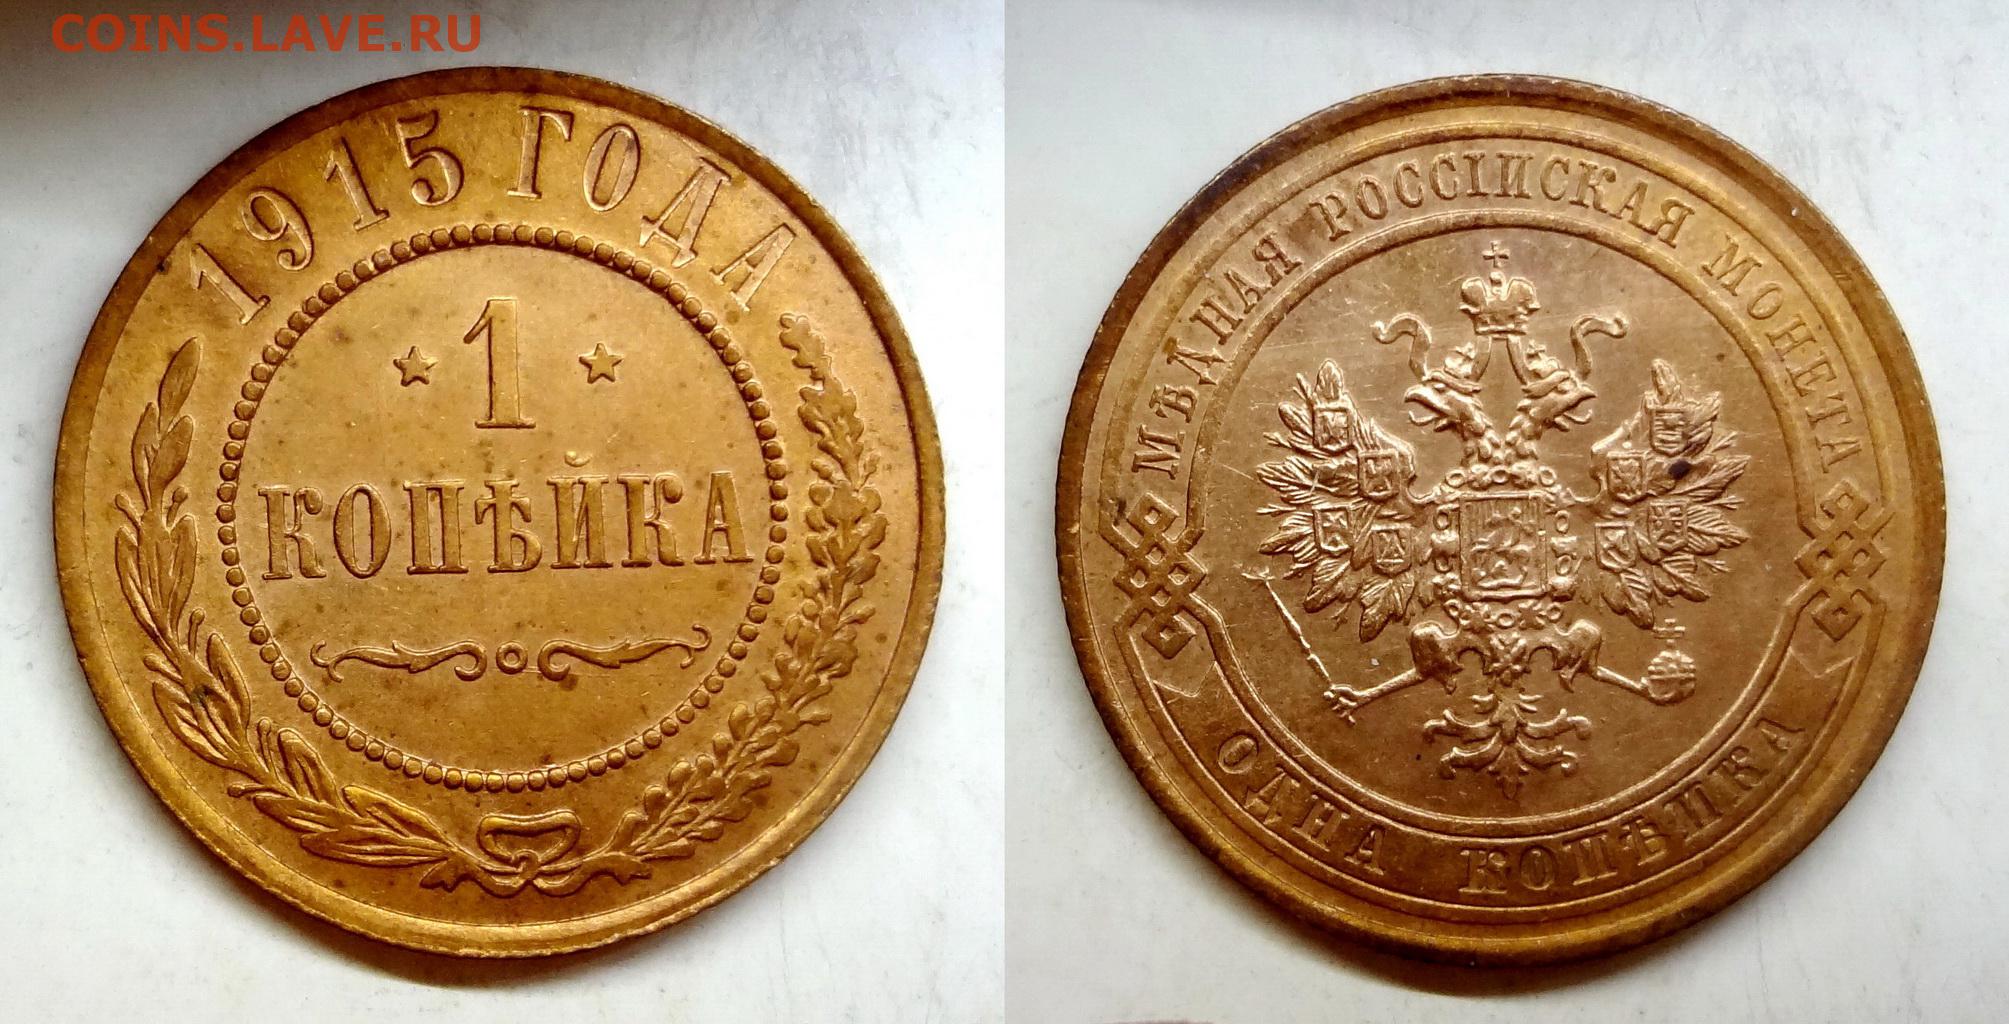 COINS.LAVE.RU
1915 ГОДА
1
КОПѢЙКА
МѢДНАЯ РОССІЙСКАЯ МОНЕТА
ОДНА КОПѢЙКА